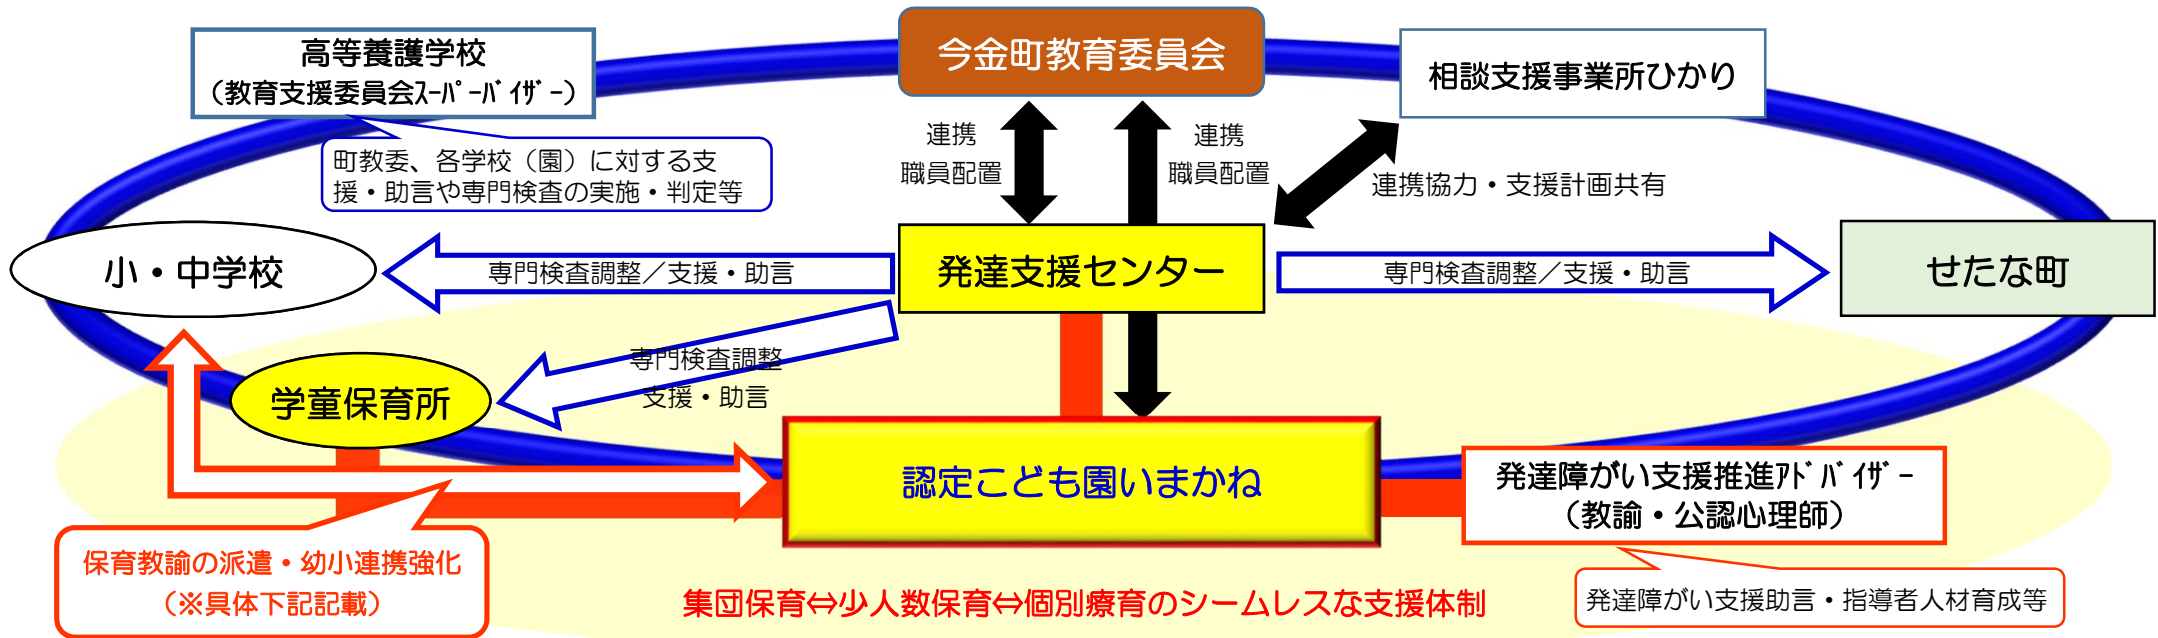 高等養護学校
（教育支援委員会ｽｰﾊﾟｰﾊﾞｲｻﾞｰ）
今金町教育委員会
相談支援事業所ひかり
町教委、各学校（園）に対する支
援・助言や専門検査の実施・判定等
連携
職員配置
連携
職員配置
連携協力・支援計画共有
小・中学校
専門検査調整／支援・助言
発達支援センター
専門検査調整／支援・助言
せたな町
専門検査調整
支援・助言
学童保育所
認定こども園いまかね
発達障がい支援推進ｱﾄﾞﾊﾞｲｻﾞｰ
（教諭・公認心理師）
保育教諭の派遣・幼小連携強化
（※具体下記記載）
集団保育⇔少人数保育⇔個別療育のシームレスな支援体制
発達障がい支援助言・指導者人材育成等